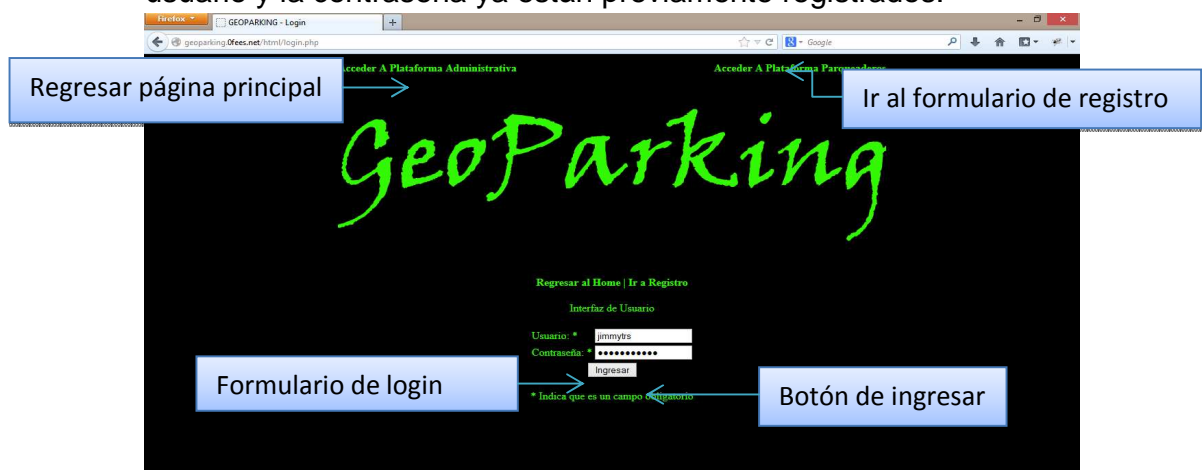 usuario y la contraseña ya están previamente registrados.
Firefox
GEOPARKING - Login
geoparking.0fees.net/html/login.php
Google
Acceder A Plataforma Administrativa
Acceder A Plataforma Parqueaderos
Regresar página principal
Ir al formulario de registro
GeoParking
Regresar al Home | Ir a Registro
Interfaz de Usuario
Usuario: * jimmytrs
Contraseña: * ●●●●●●●●●●●
Ingresar
Formulario de login
Botón de ingresar
* Indica que es un campo obligatorio